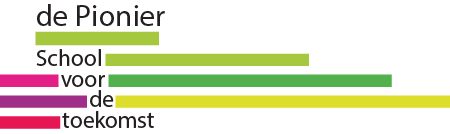 de Pionier
School
voor
de
toekomst